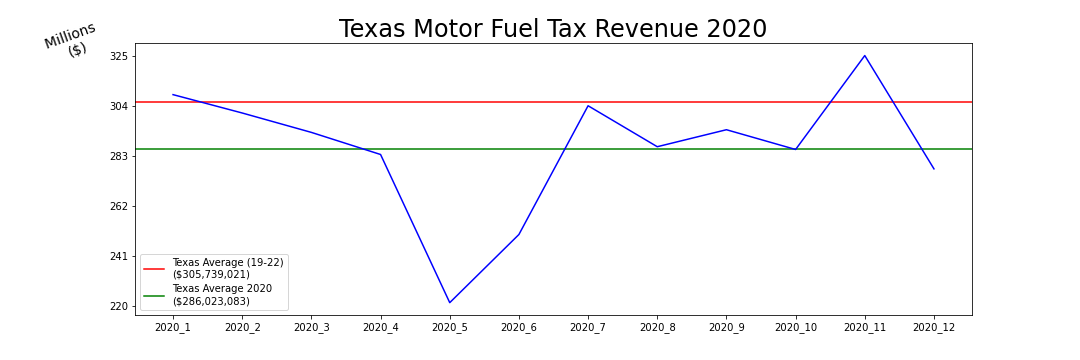 Texas Motor Fuel Tax Revenue 2020
Millions
($)
325
304
283
262
241
220
Texas Average (19-22)
($305,739,021)
Texas Average 2020
($286,023,083)
2020_1 2020_2 2020_3 2020_4 2020_5 2020_6 2020_7 2020_8 2020_9 2020_10 2020_11 2020_12